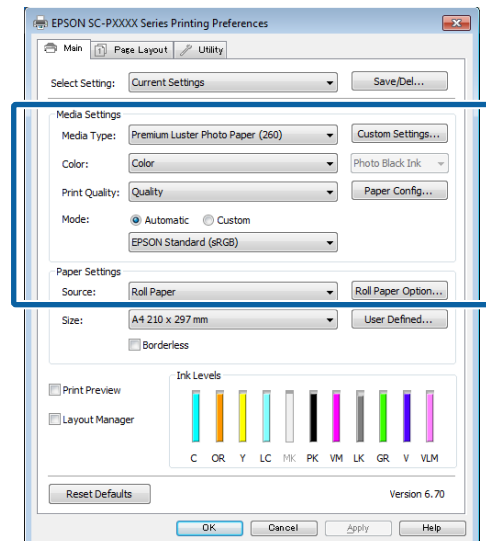 EPSON SC-PXXXX Series Printing Preferences
Main Page Layout Utility
Select Setting: Current Settings Save/Del...
Media Settings
Media Type: Premium Luster Photo Paper (260) Custom Settings...
Color: Color Photo Black Ink
Print Quality: Quality Paper Config...
Mode: Automatic Custom
EPSON Standard (sRGB)
Paper Settings
Source: Roll Paper Roll Paper Option...
Size: A4 210 x 297 mm User Defined...
Borderless
Ink Levels
Print Preview
Layout Manager
C OR Y LC MK PK VM LK GR V VLM
Reset Defaults Version 6.70
OK Cancel Apply Help